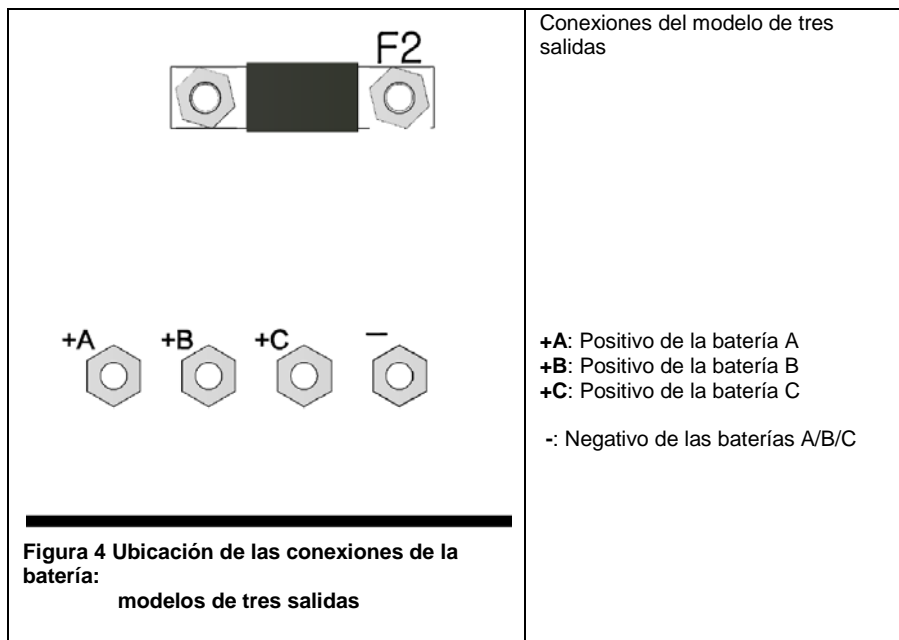 F2
+A +B +C –
Figura 4 Ubicación de las conexiones de la
batería:
modelos de tres salidas
Conexiones del modelo de tres
salidas
+A: Positivo de la batería A
+B: Positivo de la batería B
+C: Positivo de la batería C
-: Negativo de las baterías A/B/C